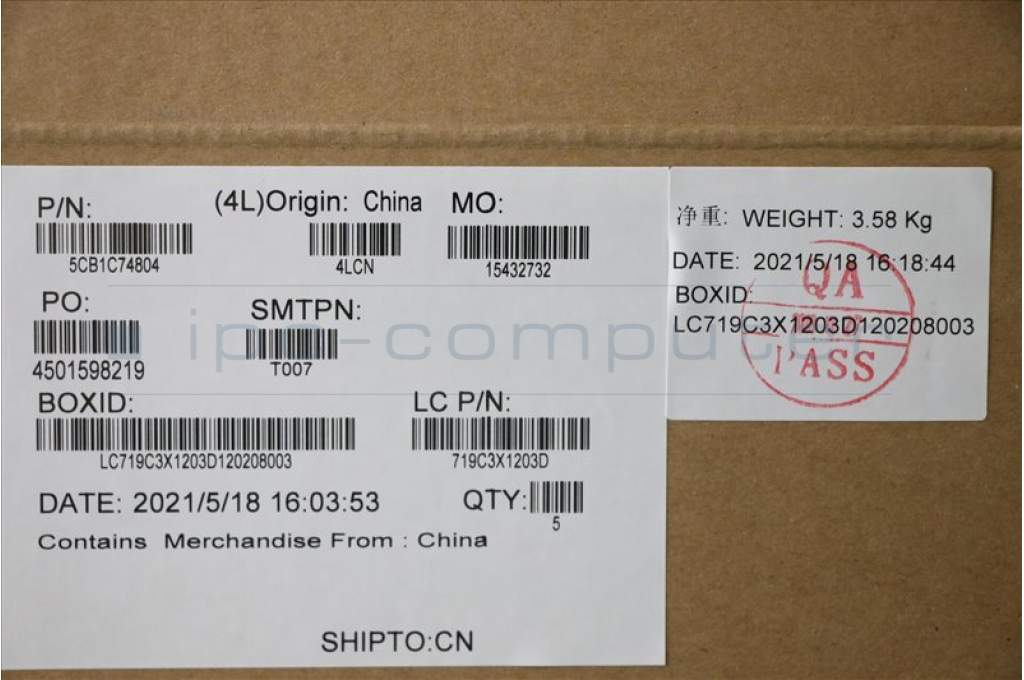 P/N: (4L)Origin: China MO:
5CB1C74804 4LCN 15432732
PO: SMTPN:
4501598219 T007
BOXID: LC P/N:
LC719C3X1203D120208003 719C3X1203D
DATE: 2021/5/18 16:03:53 QTY:
5
Contains Merchandise From : China
SHIPTO:CN
净重: WEIGHT: 3.58 Kg
DATE: 2021/5/18 16:18:44
BOXID:
LC719C3X1203D120208003
QA
PASS
ipc-computer